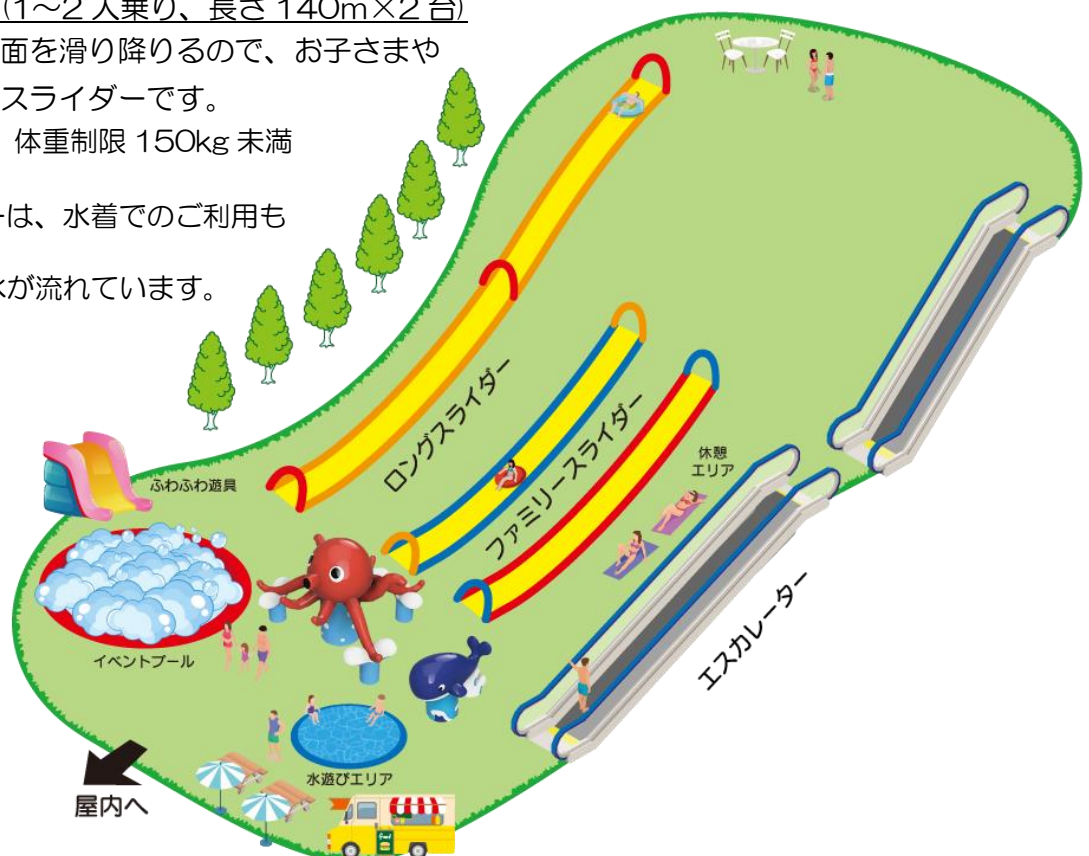 (1～2人乗り、長さ140m×2台)
面を滑り降りるので、お子さまや
スライダーです。
体重制限150kg未満
ーは、水着でのご利用も
水が流れています。
ロングスライダー
ファミリースライダー
休憩
エリア
ふわふわ遊具
イベントプール
エスカレーター
水遊びエリア
屋内へ
food